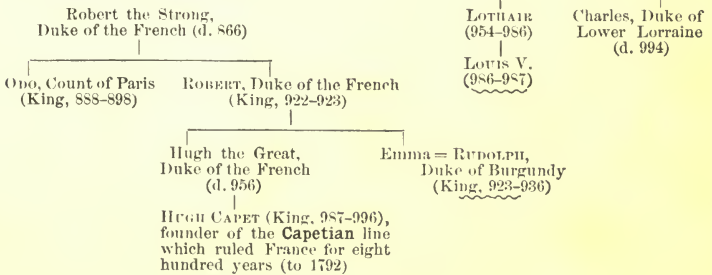 Robert the Strong,
Duke of the French (d. 866)
ODO, Count of Paris
(King, 888–898)
ROBERT, Duke of the French
(King, 922–923)
Hugh the Great,
Duke of the French
(d. 956)
Emma = RUDOLPH,
Duke of Burgundy
(King, 923–936)
HUGH CAPET (King, 987–996),
founder of the Capetian line
which ruled France for eight
hundred years (to 1792)
LOTHAIR
(954–986)
LOUIS V.
(986–987)
Charles, Duke of
Lower Lorraine
(d. 994)